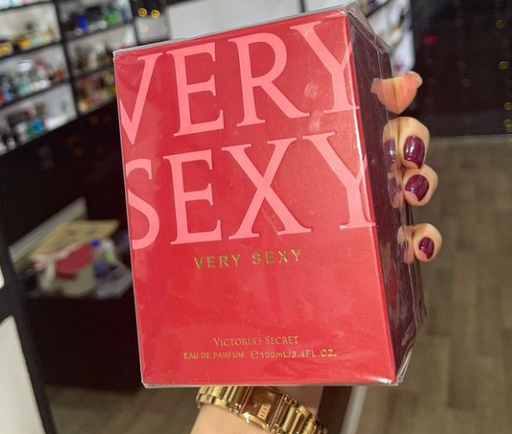 VERY
SEXY
VERY SEXY
VICTORIA'S SECRET
EAU DE PARFUM ℮100mL/3.4FL.OZ.